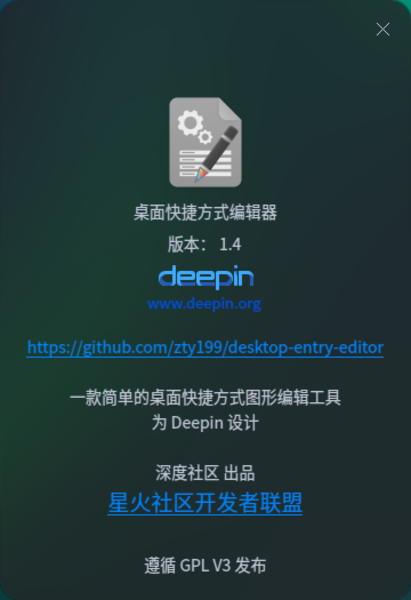 桌面快捷方式编辑器
版本： 1.4
deepin
www.deepin.org
https://github.com/zty199/desktop-entry-editor
一款简单的桌面快捷方式图形编辑工具
为 Deepin 设计
深度社区 出品
星火社区开发者联盟
遵循 GPL V3 发布